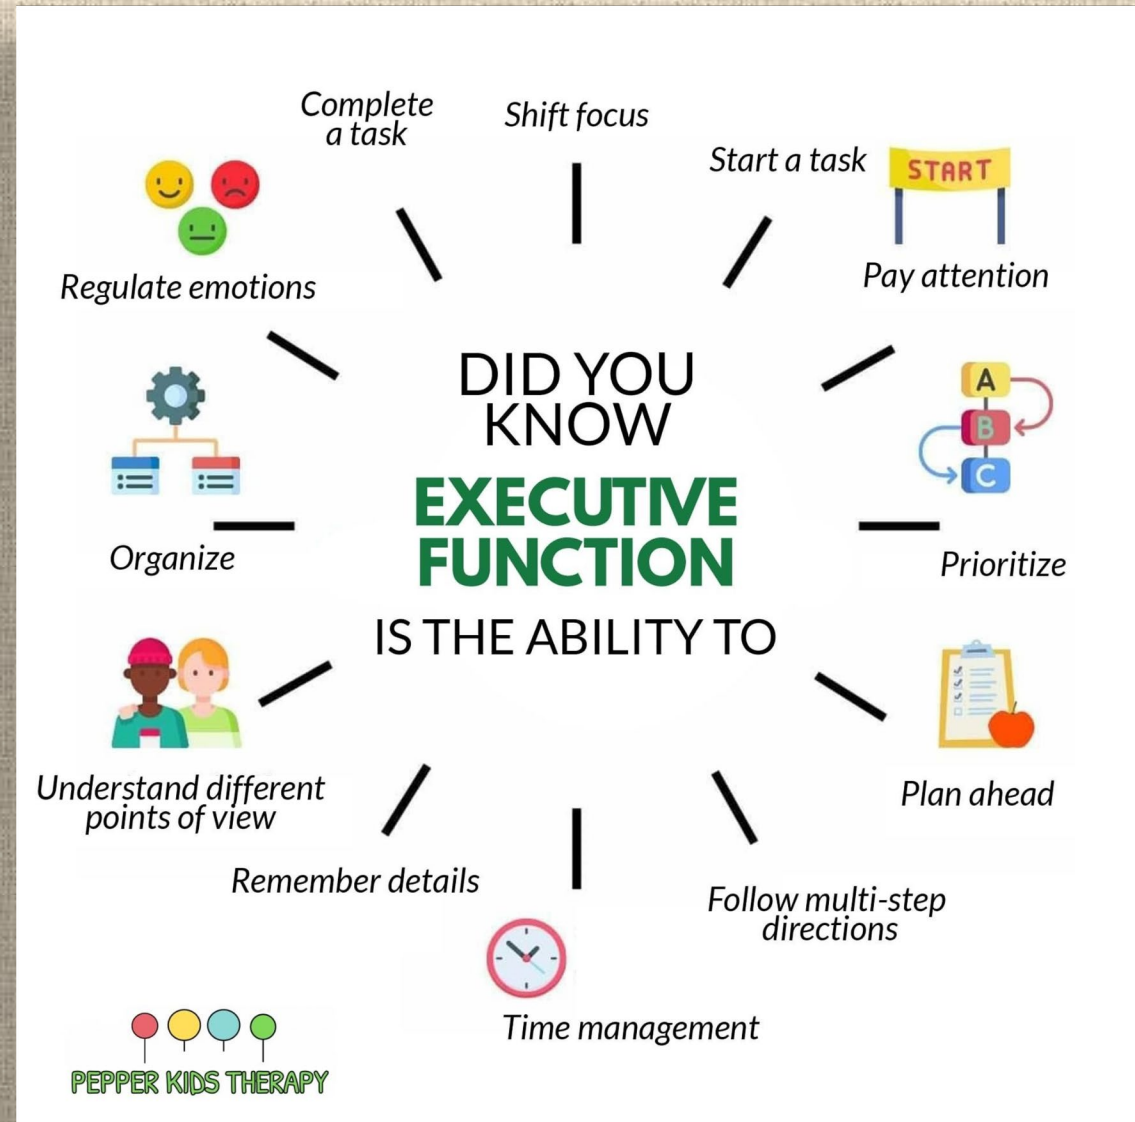 Complete
a task
Shift focus
Start a task
START
Regulate emotions
Pay attention
DID YOU
KNOW
EXECUTIVE
FUNCTION
IS THE ABILITY TO
A
B
C
Organize
Prioritize
Understand different
points of view
Plan ahead
Remember details
Follow multi-step
directions
Time management
PEPPER KIDS THERAPY